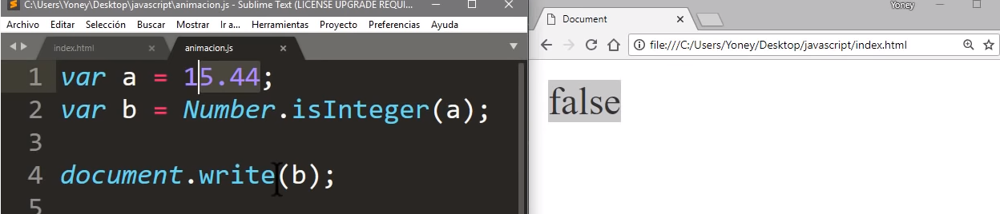 C:\Users\Yoney\Desktop\javascript\animacion.js - Sublime Text (LICENSE UPGRADE REQUI...
Archivo Editar Selección Buscar Mostrar Ir a... Herramientas Proyecto Preferencias Ayuda
index.html × animacion.js ×
1 var a = 15.44;
2 var b = Number.isInteger(a);
3
4 document.write(b);
5
Yoney
Document ×
file:///C:/Users/Yoney/Desktop/javascript/index.html
false